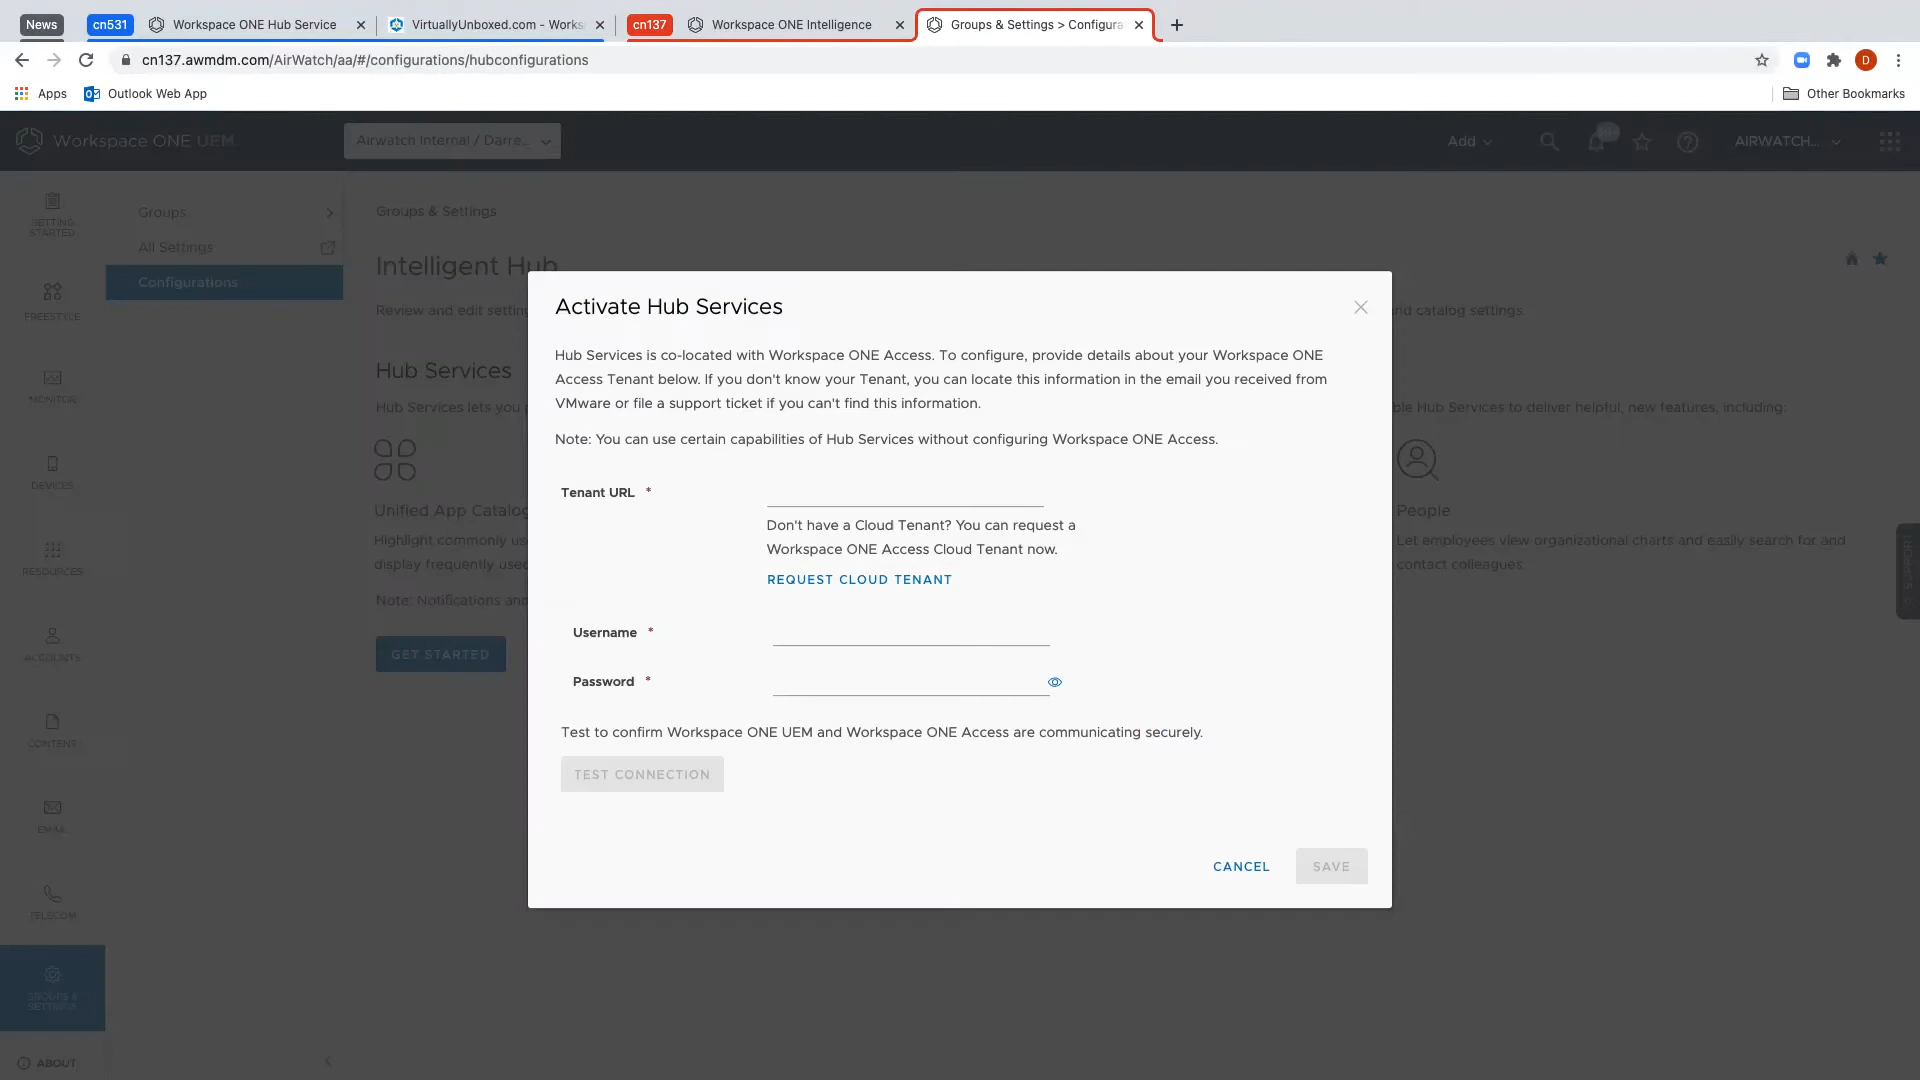 News
cn531
Workspace ONE Hub Service
VirtuallyUnboxed.com - Works
cn137
Workspace ONE Intelligence
Groups & Settings > Configura
cn137.awmdm.com/AirWatch/aa/#/configurations/hubconfigurations
D
Apps
Outlook Web App
Other Bookmarks
Workspace ONE UEM
Airwatch Internal / Darre...
Add
AIRWATCH...
GETTING STARTED
FREESTYLE
MONITOR
DEVICES
RESOURCES
ACCOUNTS
CONTENT
EMAIL
TELECOM
GROUPS & SETTINGS
ABOUT
Groups
All Settings
Configurations
Groups & Settings
Intelligent Hub
Review and edit setting
nd catalog settings.
Hub Services
Hub Services lets you p
ble Hub Services to deliver helpful, new features, including:
Unified App Catalog
Highlight commonly us
display frequently used
Note: Notifications and
GET STARTED
People
Let employees view organizational charts and easily search for and
contact colleagues.
SUPPORT
Activate Hub Services
Hub Services is co-located with Workspace ONE Access. To configure, provide details about your Workspace ONE
Access Tenant below. If you don't know your Tenant, you can locate this information in the email you received from
VMware or file a support ticket if you can't find this information.
Note: You can use certain capabilities of Hub Services without configuring Workspace ONE Access.
Tenant URL *
Don't have a Cloud Tenant? You can request a
Workspace ONE Access Cloud Tenant now.
REQUEST CLOUD TENANT
Username *
Password *
Test to confirm Workspace ONE UEM and Workspace ONE Access are communicating securely.
TEST CONNECTION
CANCEL
SAVE